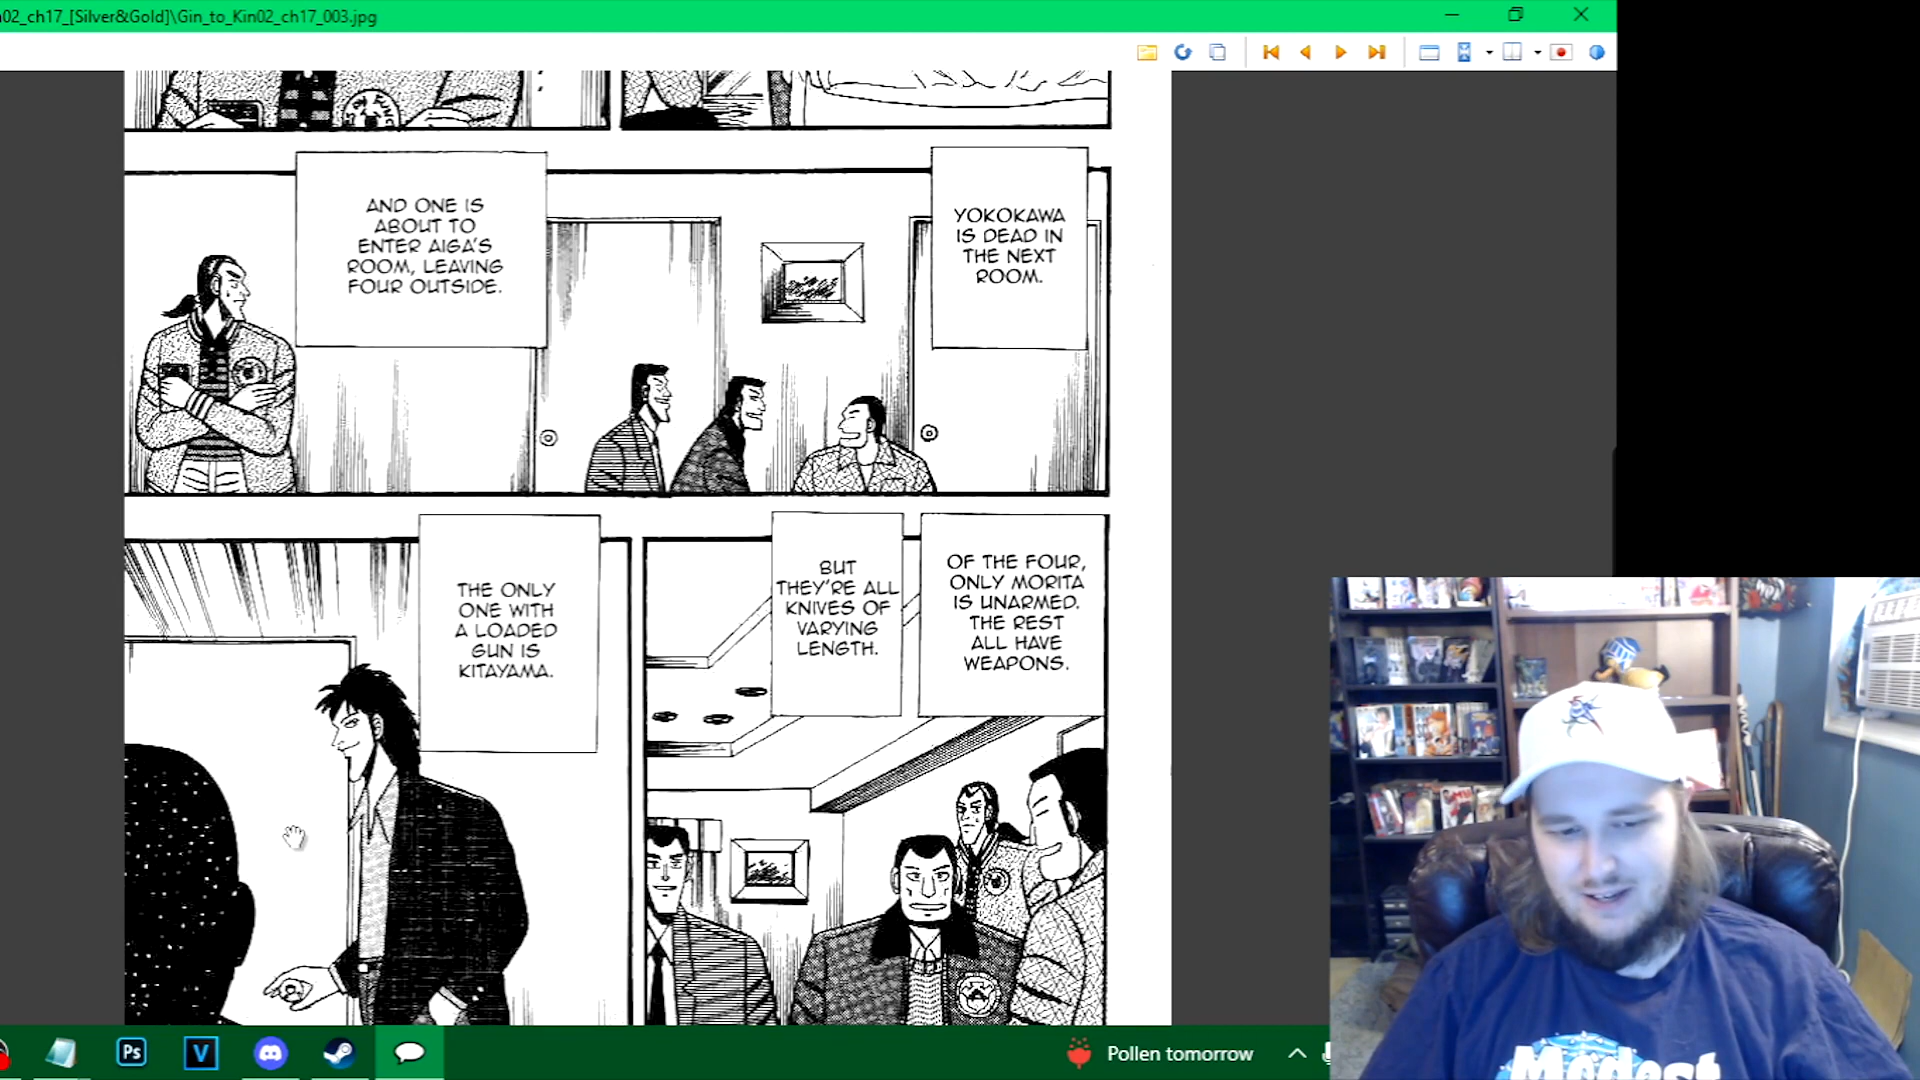 02_ch17_[Silver&Gold]\Gin_to_Kin02_ch17_003.jpg
YOKOKAWA
IS DEAD IN
THE NEXT
ROOM.
AND ONE IS
ABOUT TO
ENTER AIGA'S
ROOM, LEAVING
FOUR OUTSIDE.
OF THE FOUR,
ONLY MORITA
IS UNARMED.
THE REST
ALL HAVE
WEAPONS.
BUT
THEY'RE ALL
KNIVES OF
VARYING
LENGTH.
THE ONLY
ONE WITH
A LOADED
GUN IS
KITAYAMA.
Modest
Ps
V
Pollen tomorrow